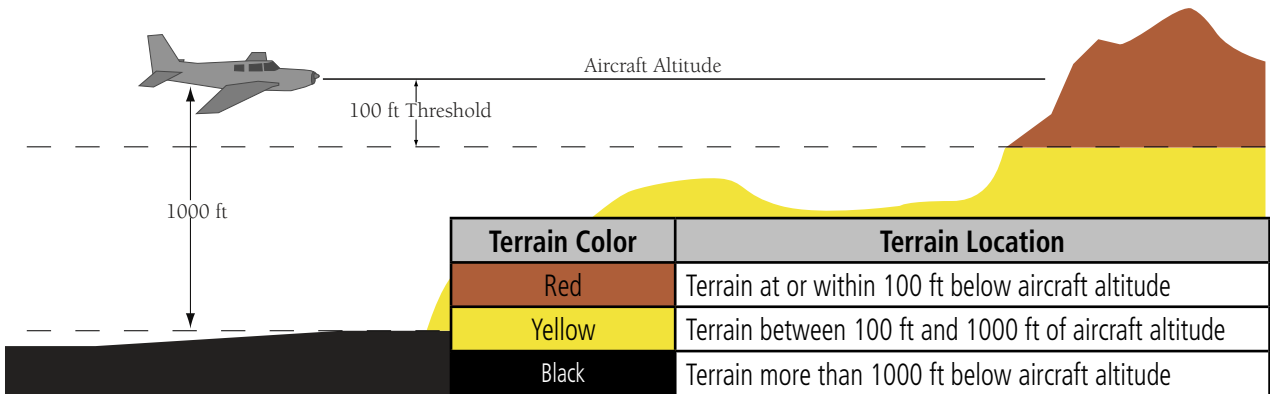 Aircraft Altitude
100 ft Threshold
1000 ft
Terrain Color Terrain Location
Red Terrain at or within 100 ft below aircraft altitude
Yellow Terrain between 100 ft and 1000 ft of aircraft altitude
Black Terrain more than 1000 ft below aircraft altitude